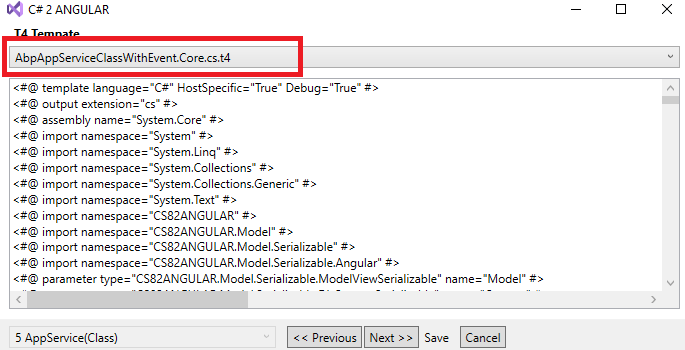 C# 2 ANGULAR
T4 Tempate
AbpAppServiceClassWithEvent.Core.cs.t4
<#@ template language="C#" HostSpecific="True" Debug="True" #>
<#@ output extension="cs" #>
<#@ assembly name="System.Core" #>
<#@ import namespace="System" #>
<#@ import namespace="System.Linq" #>
<#@ import namespace="System.Collections" #>
<#@ import namespace="System.Collections.Generic" #>
<#@ import namespace="System.Text" #>
<#@ import namespace="CS82ANGULAR" #>
<#@ import namespace="CS82ANGULAR.Model" #>
<#@ import namespace="CS82ANGULAR.Model.Serializable" #>
<#@ import namespace="CS82ANGULAR.Model.Serializable.Angular" #>
<#@ parameter type="CS82ANGULAR.Model.Serializable.ModelViewSerializable" name="Model" #>
5 AppService(Class) << Previous Next >> Save Cancel